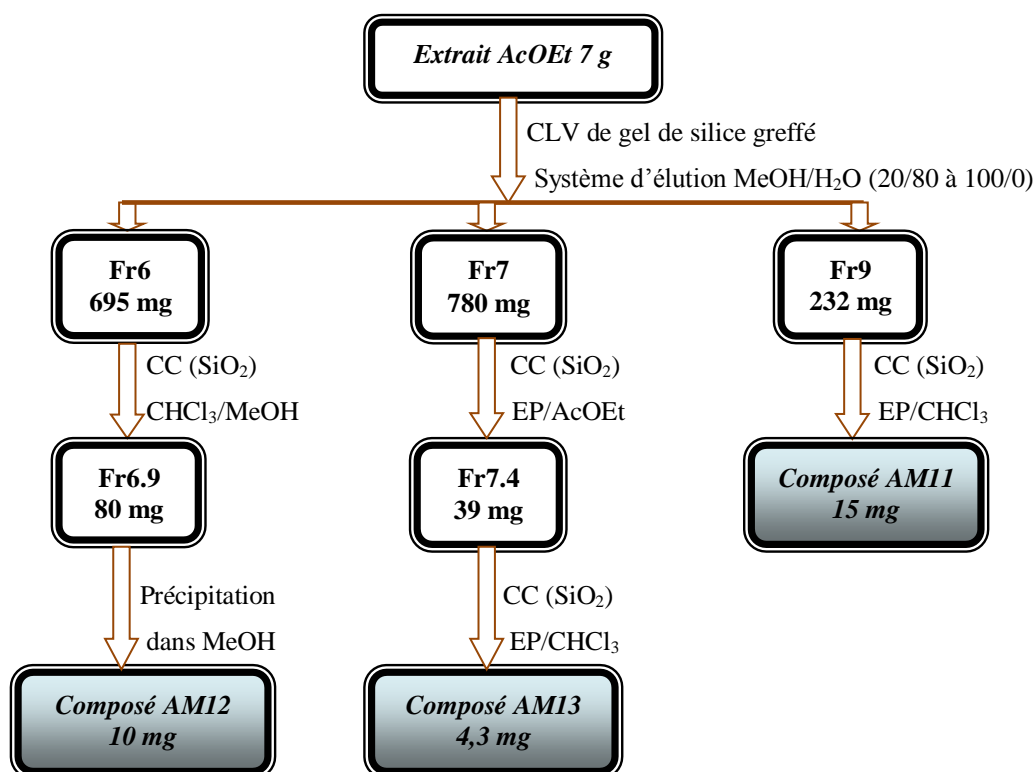 Extrait AcOEt 7 g
CLV de gel de silice greffé
Système d'élution MeOH/H₂O (20/80 à 100/0)
Fr6
695 mg
Fr7
780 mg
Fr9
232 mg
CC (SiO₂)
CHCl₃/MeOH
CC (SiO₂)
EP/AcOEt
CC (SiO₂)
EP/CHCl₃
Fr6.9
80 mg
Fr7.4
39 mg
Composé AM11
15 mg
Précipitation
dans MeOH
CC (SiO₂)
EP/CHCl₃
Composé AM12
10 mg
Composé AM13
4,3 mg